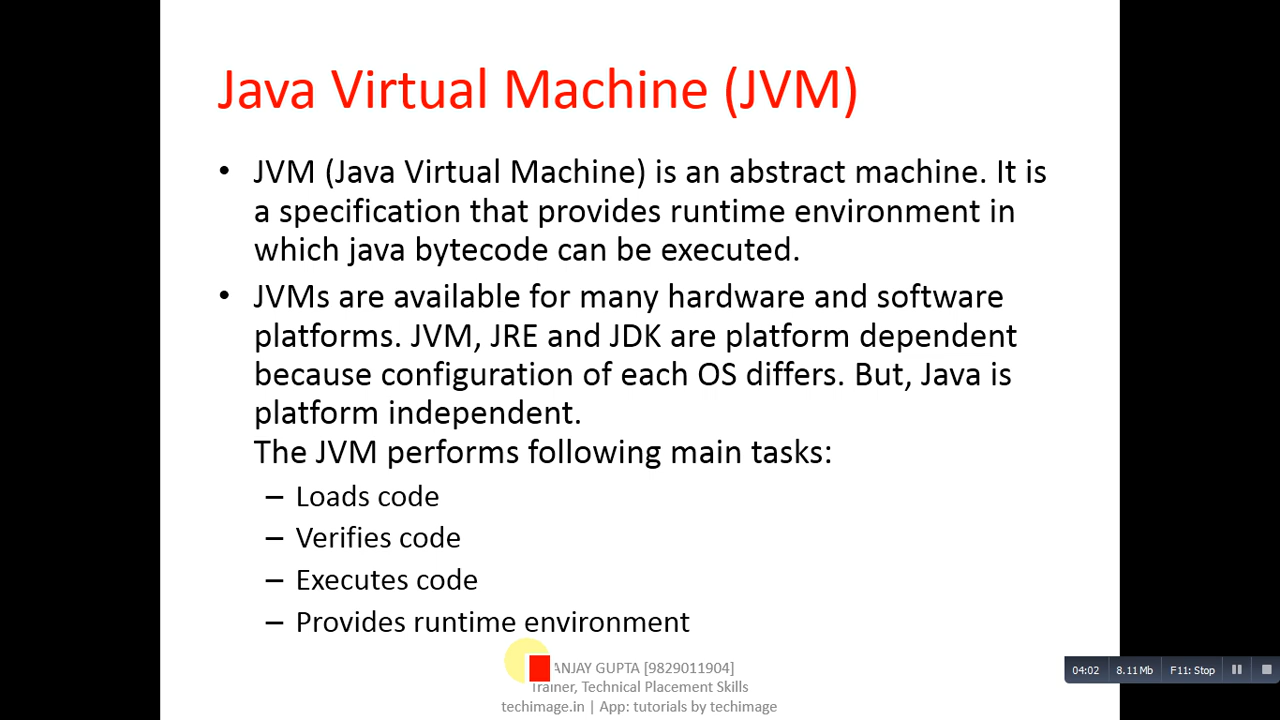 Java Virtual Machine (JVM)
• JVM (Java Virtual Machine) is an abstract machine. It is
a specification that provides runtime environment in
which java bytecode can be executed.
• JVMs are available for many hardware and software
platforms. JVM, JRE and JDK are platform dependent
because configuration of each OS differs. But, Java is
platform independent.
The JVM performs following main tasks:
– Loads code
– Verifies code
– Executes code
– Provides runtime environment
ANJAY GUPTA [9829011904]
Trainer, Technical Placement Skills
techimage.in | App: tutorials by techimage
04:02 8.11 Mb F11: Stop